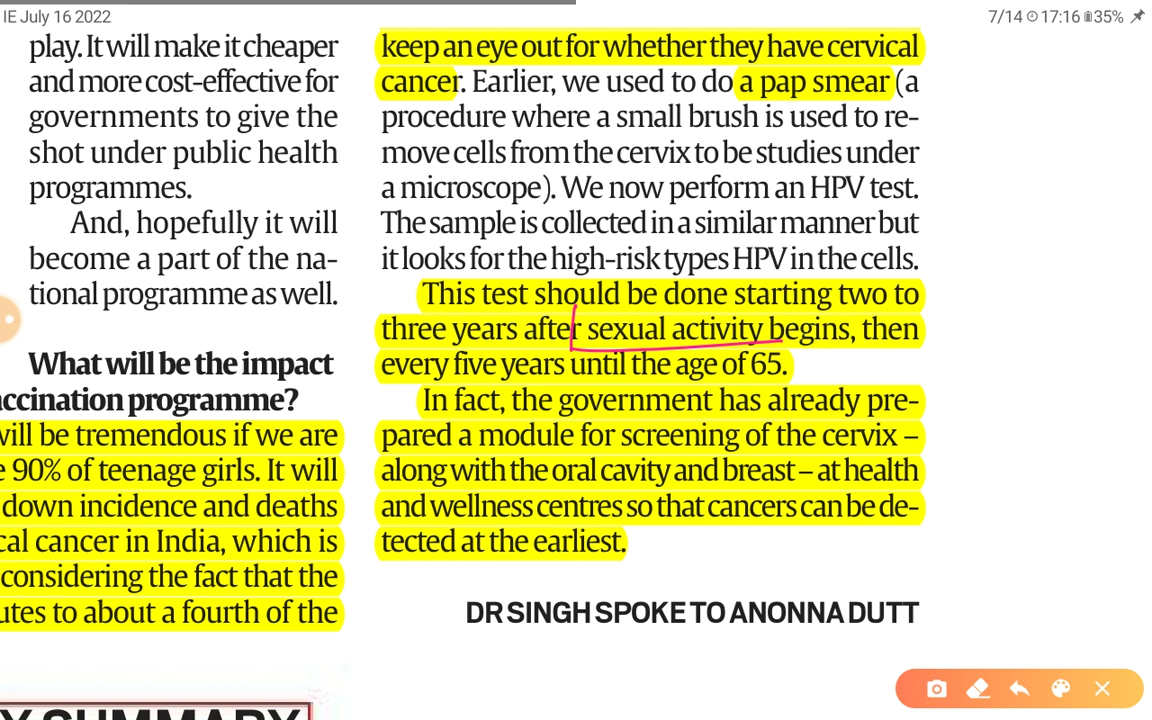 IE July 16 2022
7/14 17:16 35%
play. It will make it cheaper
and more cost-effective for
governments to give the
shot under public health
programmes.
And, hopefully it will
become a part of the na-
tional programme as well.
What will be the impact
ccination programme?
will be tremendous if we are
90% of teenage girls. It will
down incidence and deaths
cal cancer in India, which is
considering the fact that the
utes to about a fourth of the
keep an eye out for whether they have cervical
cancer. Earlier, we used to do a pap smear (a
procedure where a small brush is used to re-
move cells from the cervix to be studies under
a microscope). We now perform an HPV test.
The sample is collected in a similar manner but
it looks for the high-risk types HPV in the cells.
This test should be done starting two to
three years after sexual activity begins, then
every five years until the age of 65.
In fact, the government has already pre-
pared a module for screening of the cervix –
along with the oral cavity and breast – at health
and wellness centres so that cancers can be de-
tected at the earliest.
DR SINGH SPOKE TO ANONNA DUTT
Y SUMMARY